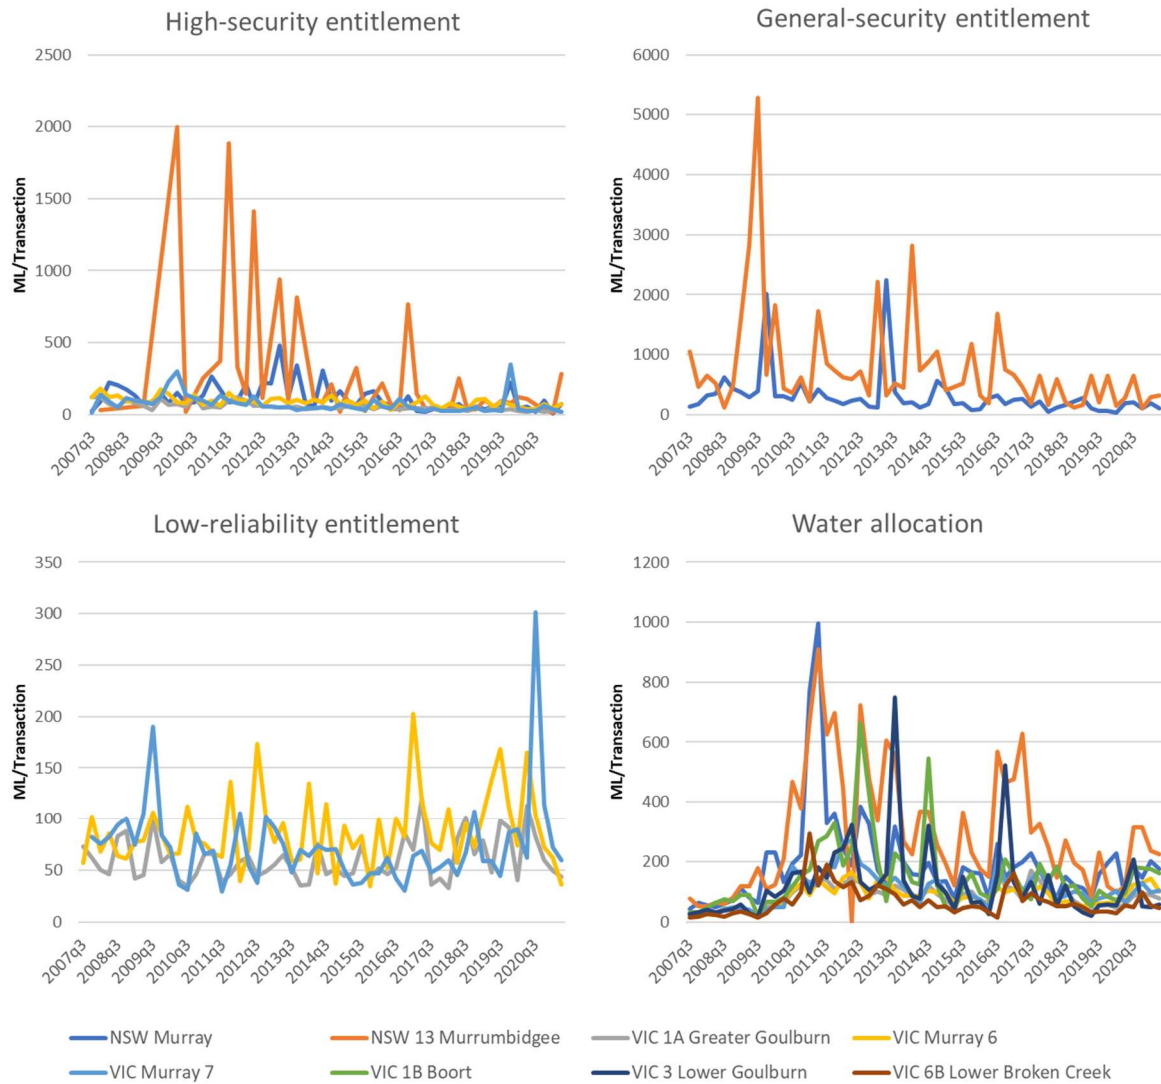 High-security entitlement
2500
2000
1500
1000
500
0
ML/Transaction
2007q3
2008q3
2009q3
2010q3
2011q3
2012q3
2013q3
2014q3
2015q3
2016q3
2017q3
2018q3
2019q3
2020q3
General-security entitlement
6000
5000
4000
3000
2000
1000
0
ML/Transaction
2007q3
2008q3
2009q3
2010q3
2011q3
2012q3
2013q3
2014q3
2015q3
2016q3
2017q3
2018q3
2019q3
2020q3
Low-reliability entitlement
350
300
250
200
150
100
50
0
ML/Transaction
2007q3
2008q3
2009q3
2010q3
2011q3
2012q3
2013q3
2014q3
2015q3
2016q3
2017q3
2018q3
2019q3
2020q3
Water allocation
1200
1000
800
600
400
200
0
ML/Transaction
2007q3
2008q3
2009q3
2010q3
2011q3
2012q3
2013q3
2014q3
2015q3
2016q3
2017q3
2018q3
2019q3
2020q3
NSW Murray
NSW 13 Murrumbidgee
VIC 1A Greater Goulburn
VIC Murray 6
VIC Murray 7
VIC 1B Boort
VIC 3 Lower Goulburn
VIC 6B Lower Broken Creek